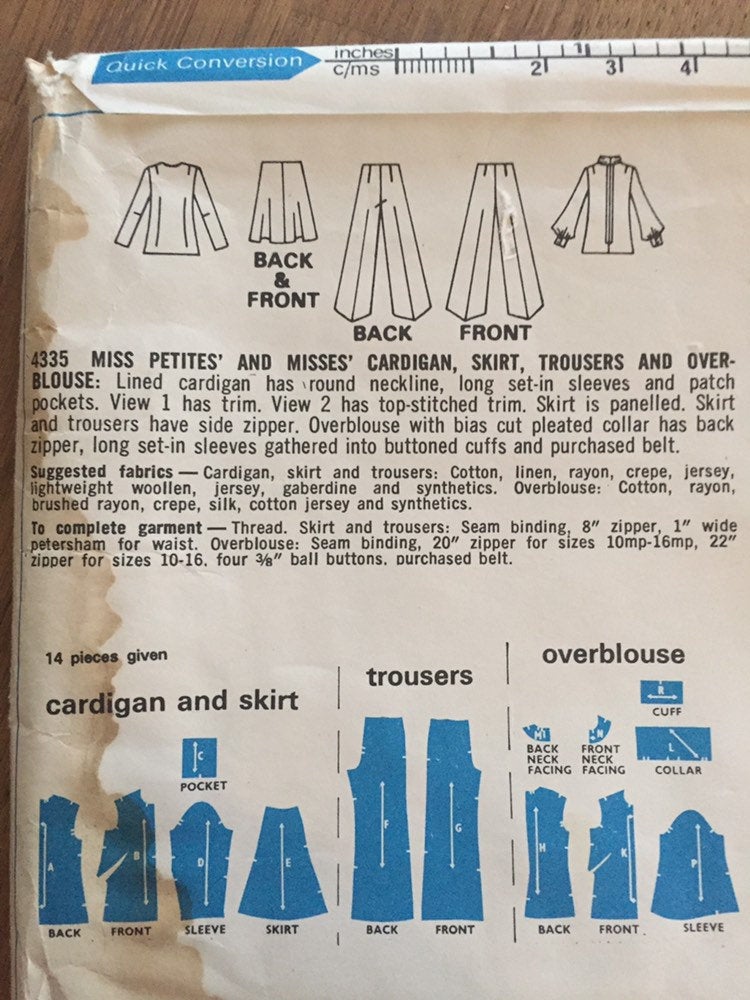 Quick Conversion
inches
c/ms
1
2
3
4
BACK
&
FRONT
BACK
FRONT
4335 MISS PETITES' AND MISSES' CARDIGAN, SKIRT, TROUSERS AND OVER-
BLOUSE: Lined cardigan has round neckline, long set-in sleeves and patch
pockets. View 1 has trim. View 2 has top-stitched trim. Skirt is panelled. Skirt
and trousers have side zipper. Overblouse with bias cut pleated collar has back
zipper, long set-in sleeves gathered into buttoned cuffs and purchased belt.
Suggested fabrics — Cardigan, skirt and trousers: Cotton, linen, rayon, crepe, jersey,
lightweight woollen, jersey, gaberdine and synthetics. Overblouse: Cotton, rayon,
brushed rayon, crepe, silk, cotton jersey and synthetics.
To complete garment — Thread. Skirt and trousers: Seam binding, 8" zipper, 1" wide
petersham for waist. Overblouse: Seam binding, 20" zipper for sizes 10mp-16mp, 22"
zipper for sizes 10-16, four 3/8" ball buttons, purchased belt.
14 pieces given
cardigan and skirt
C
POCKET
A
BACK
B
FRONT
D
SLEEVE
E
SKIRT
trousers
F
BACK
G
FRONT
overblouse
R
CUFF
M
BACK
NECK
FACING
N
FRONT
NECK
FACING
L
COLLAR
H
BACK
K
FRONT
P
SLEEVE